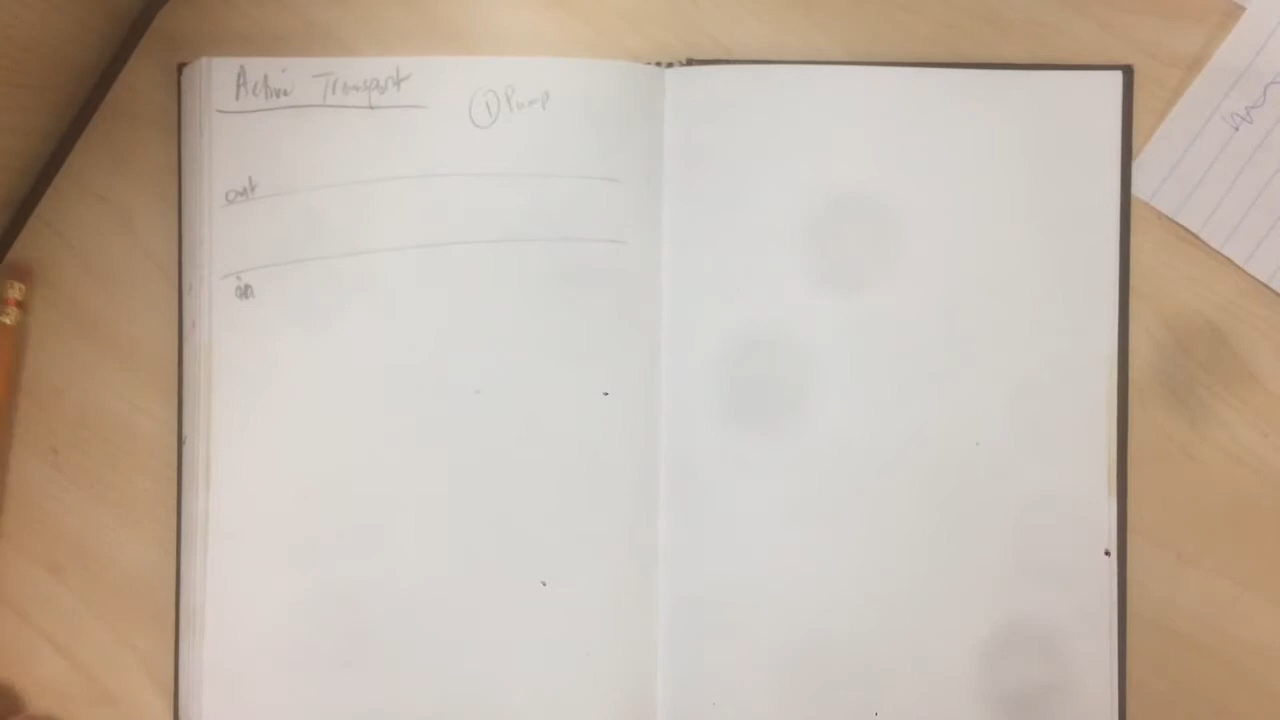 Active Transport
① Pump
out
in